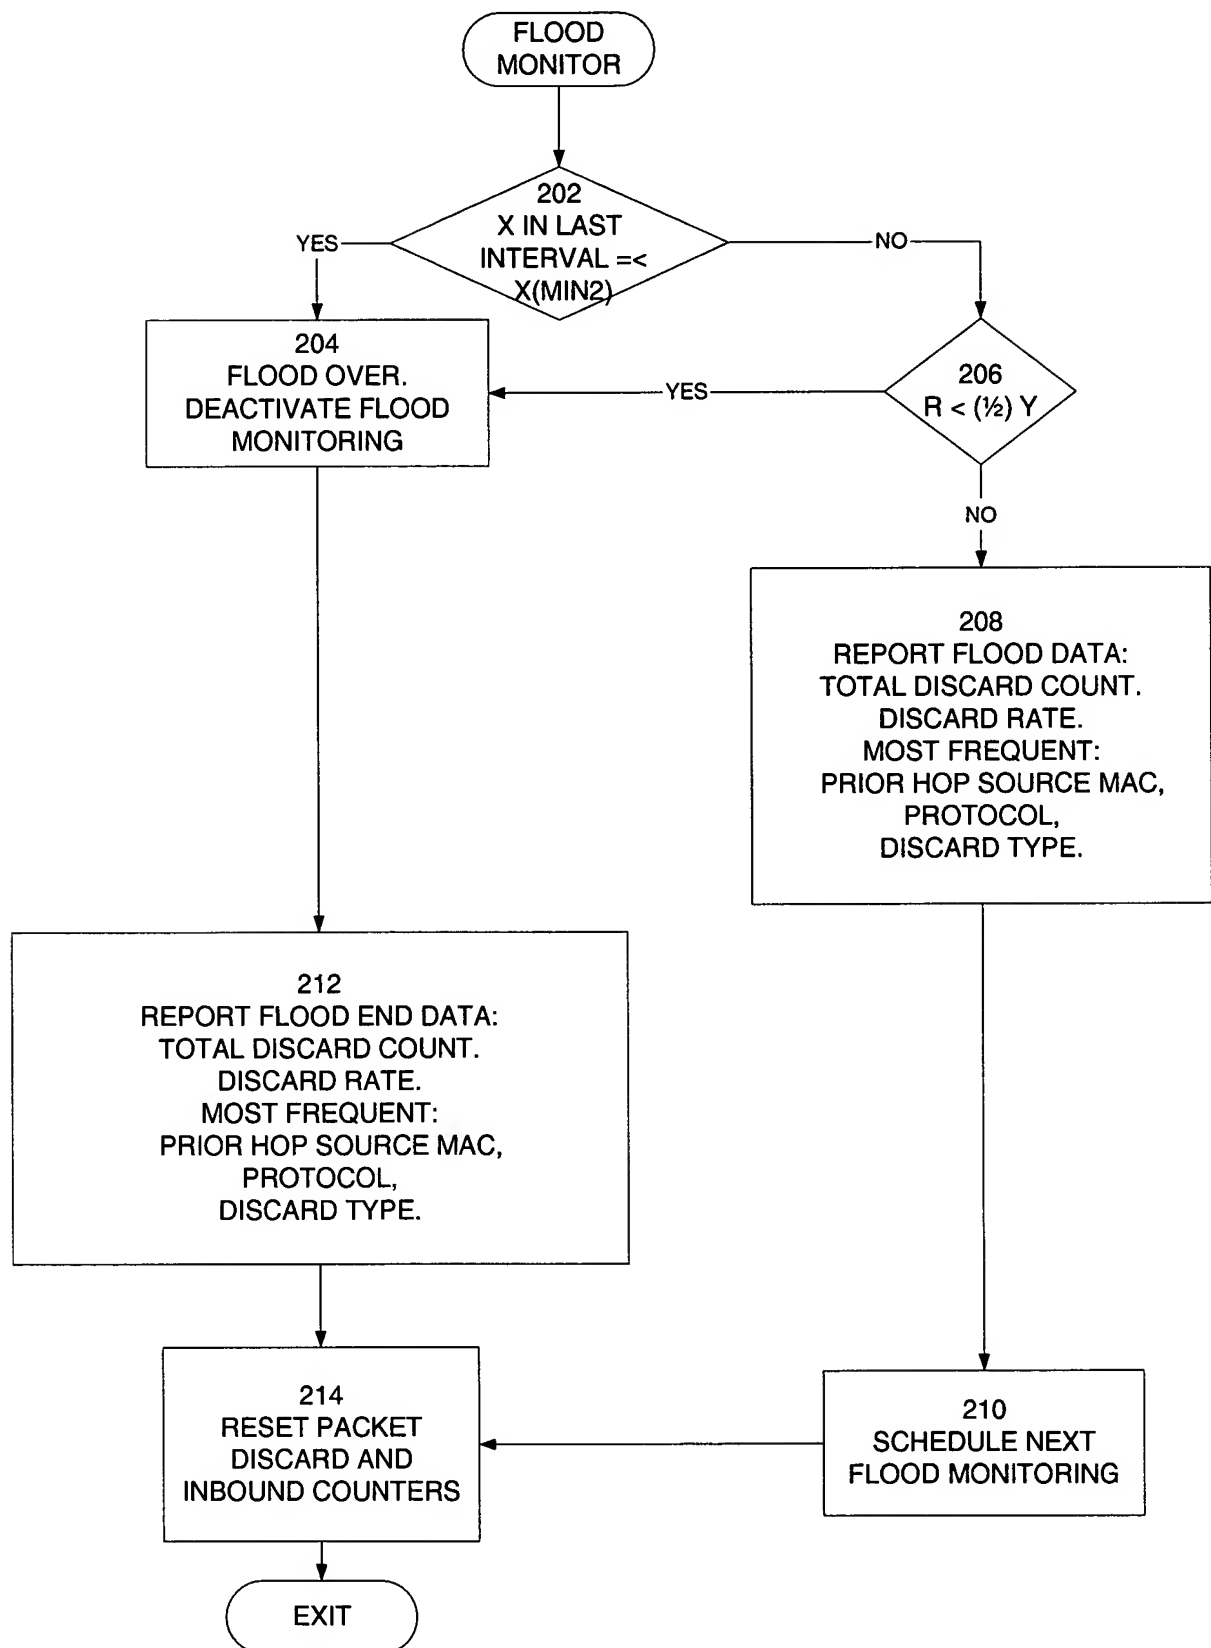 FLOOD
MONITOR
202
X IN LAST
INTERVAL =<
X(MIN2)
YES
NO
204
FLOOD OVER.
DEACTIVATE FLOOD
MONITORING
YES
206
R < (½) Y
NO
208
REPORT FLOOD DATA:
TOTAL DISCARD COUNT.
DISCARD RATE.
MOST FREQUENT:
PRIOR HOP SOURCE MAC,
PROTOCOL,
DISCARD TYPE.
212
REPORT FLOOD END DATA:
TOTAL DISCARD COUNT.
DISCARD RATE.
MOST FREQUENT:
PRIOR HOP SOURCE MAC,
PROTOCOL,
DISCARD TYPE.
214
RESET PACKET
DISCARD AND
INBOUND COUNTERS
210
SCHEDULE NEXT
FLOOD MONITORING
EXIT